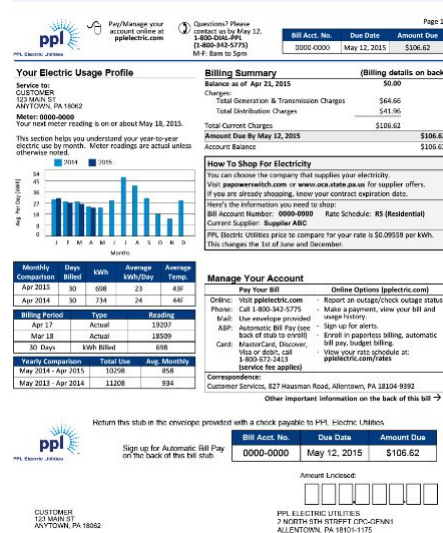 ppl
PPL Electric Utilities
Pay/Manage your
account online at
pplelectric.com
Questions? Please
contact us by May 12.
1-800-DIAL-PPL
(1-800-342-5775)
M-F: 8am to 5pm
Page 1
Bill Acct. No. Due Date Amount Due
0000-0000 May 12, 2015 $106.62
Your Electric Usage Profile
Service to:
CUSTOMER
123 MAIN ST
ANYTOWN, PA 18062
Meter: 0000-0000
Your next meter reading is on or about May 18, 2015.
This section helps you understand your year-to-year
electric use by month. Meter readings are actual unless
otherwise noted.
2014 2015
Avg. Per Day (kWh)
54
45
36
27
18
9
0
J F M A M J J A S O N D
Months
Monthly Comparison Days Billed kWh Average kWh/Day Average Temp.
Apr 2015 30 698 23 43F
Apr 2014 30 734 24 44F
Billing Period Type Reading
Apr 17 Actual 19207
Mar 18 Actual 18509
30 Days kWh Billed 698
Yearly Comparison Total Use Avg. Monthly
May 2014 - Apr 2015 10298 858
May 2013 - Apr 2014 11208 934
Billing Summary (Billing details on back
Balance as of Apr 21, 2015 $0.00
Charges:
Total Generation & Transmission Charges $64.66
Total Distribution Charges $41.96
Total Current Charges $106.62
Amount Due By May 12, 2015 $106.62
Account Balance $106.62
How To Shop For Electricity
You can choose the company that supplies your electricity.
Visit papowerswitch.com or www.oca.state.pa.us for supplier offers.
If you are already shopping, know your contract expiration date.
Here's the information you need to shop:
Bill Account Number: 0000-0000 Rate Schedule: RS (Residential)
Current Supplier: Supplier ABC
PPL Electric Utilities price to compare for your rate is $0.09559 per kWh.
This changes the 1st of June and December.
Manage Your Account
Pay Your Bill
Online: Visit pplelectric.com
Phone: Call 1-800-342-5775
Mail: Use envelope provided
ABP: Automatic Bill Pay (see
back of stub to enroll)
Card: MasterCard, Discover,
Visa or debit, call
1-800-672-2413
(service fee applies)
Online Options (pplelectric.com)
- Report an outage/check outage status
- Make a payment, view your bill and
usage history.
- Sign up for alerts.
- Enroll in paperless billing, automatic
bill pay, budget billing.
- View your rate schedule at:
pplelectric.com/rates
Correspondence:
Customer Services, 827 Hausman Road, Allentown, PA 18104-9392
Other important information on the back of this bill →
Return this stub in the envelope provided with a check payable to PPL Electric Utilities
ppl
PPL Electric Utilities
Sign up for Automatic Bill Pay
on the back of this bill stub
Bill Acct. No. Due Date Amount Due
0000-0000 May 12, 2015 $106.62
Amount Enclosed:
CUSTOMER
123 MAIN ST
ANYTOWN, PA 18062
PPL ELECTRIC UTILITIES
2 NORTH 9TH STREET CPC-GENN1
ALLENTOWN, PA 18101-1175